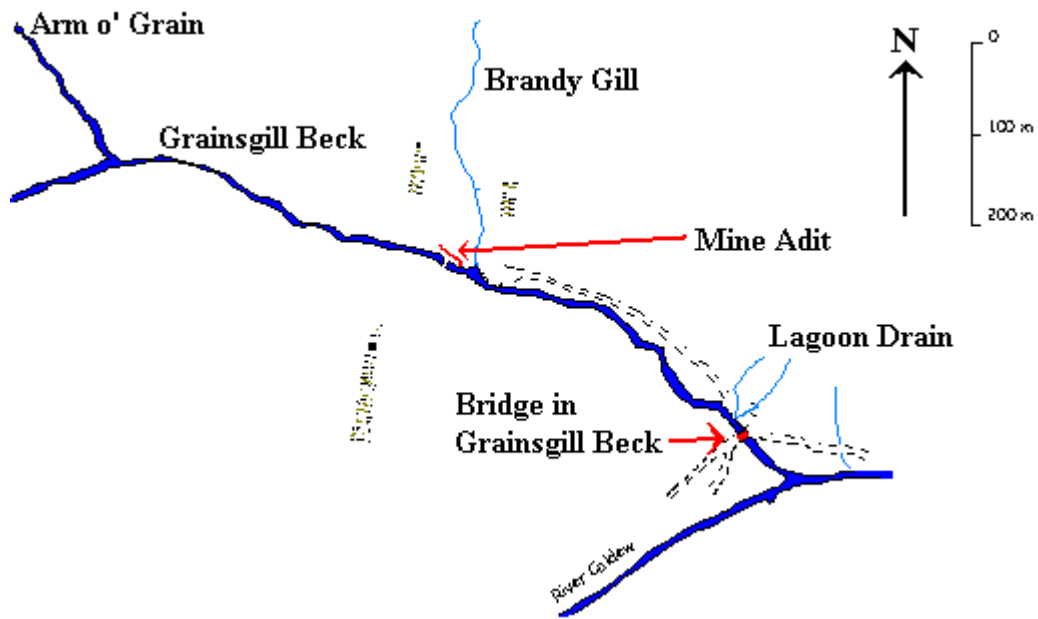 Arm o' Grain
N
0
Brandy Gill
100 m
Grainsgill Beck
200 m
Mine Adit
Lagoon Drain
Bridge in
Grainsgill Beck
River Caldew